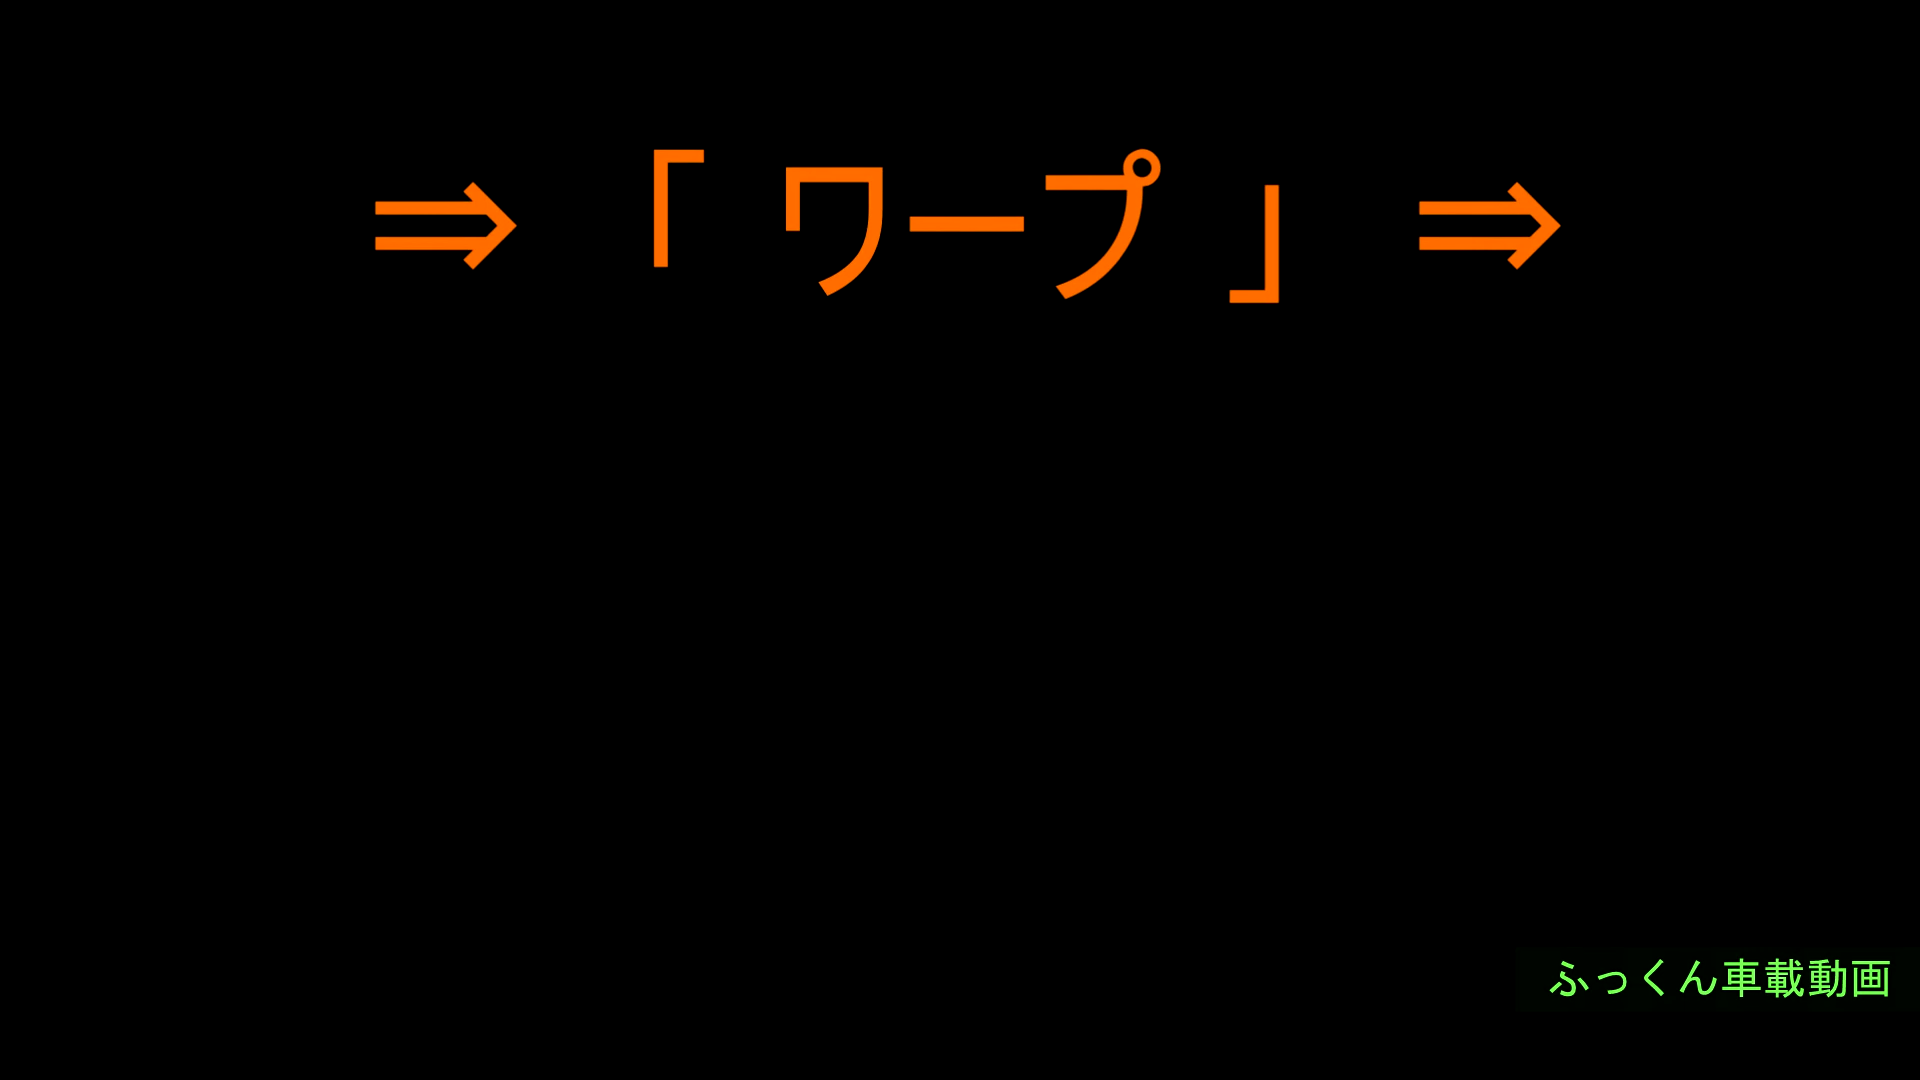 ⇒ 「 ワープ 」 ⇒
ふっくん車載動画